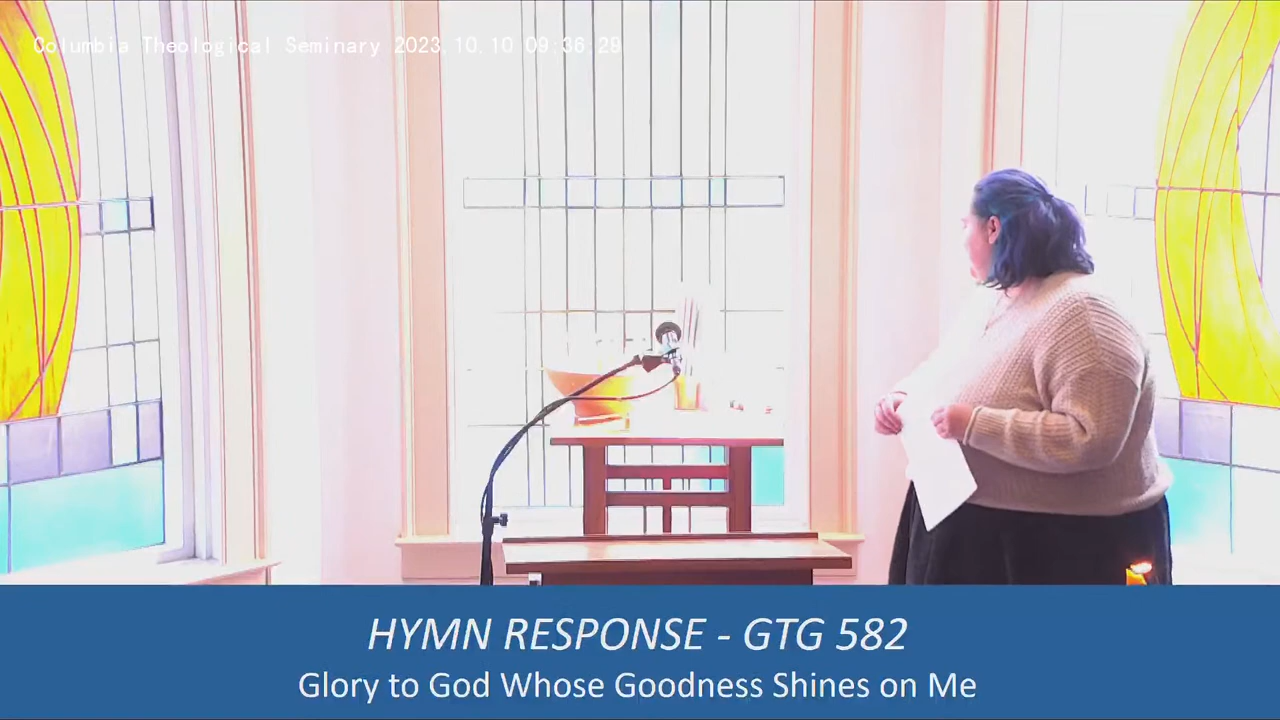 Columbia Theological Seminary 2023.10.10 09:36:29
HYMN RESPONSE - GTG 582
Glory to God Whose Goodness Shines on Me